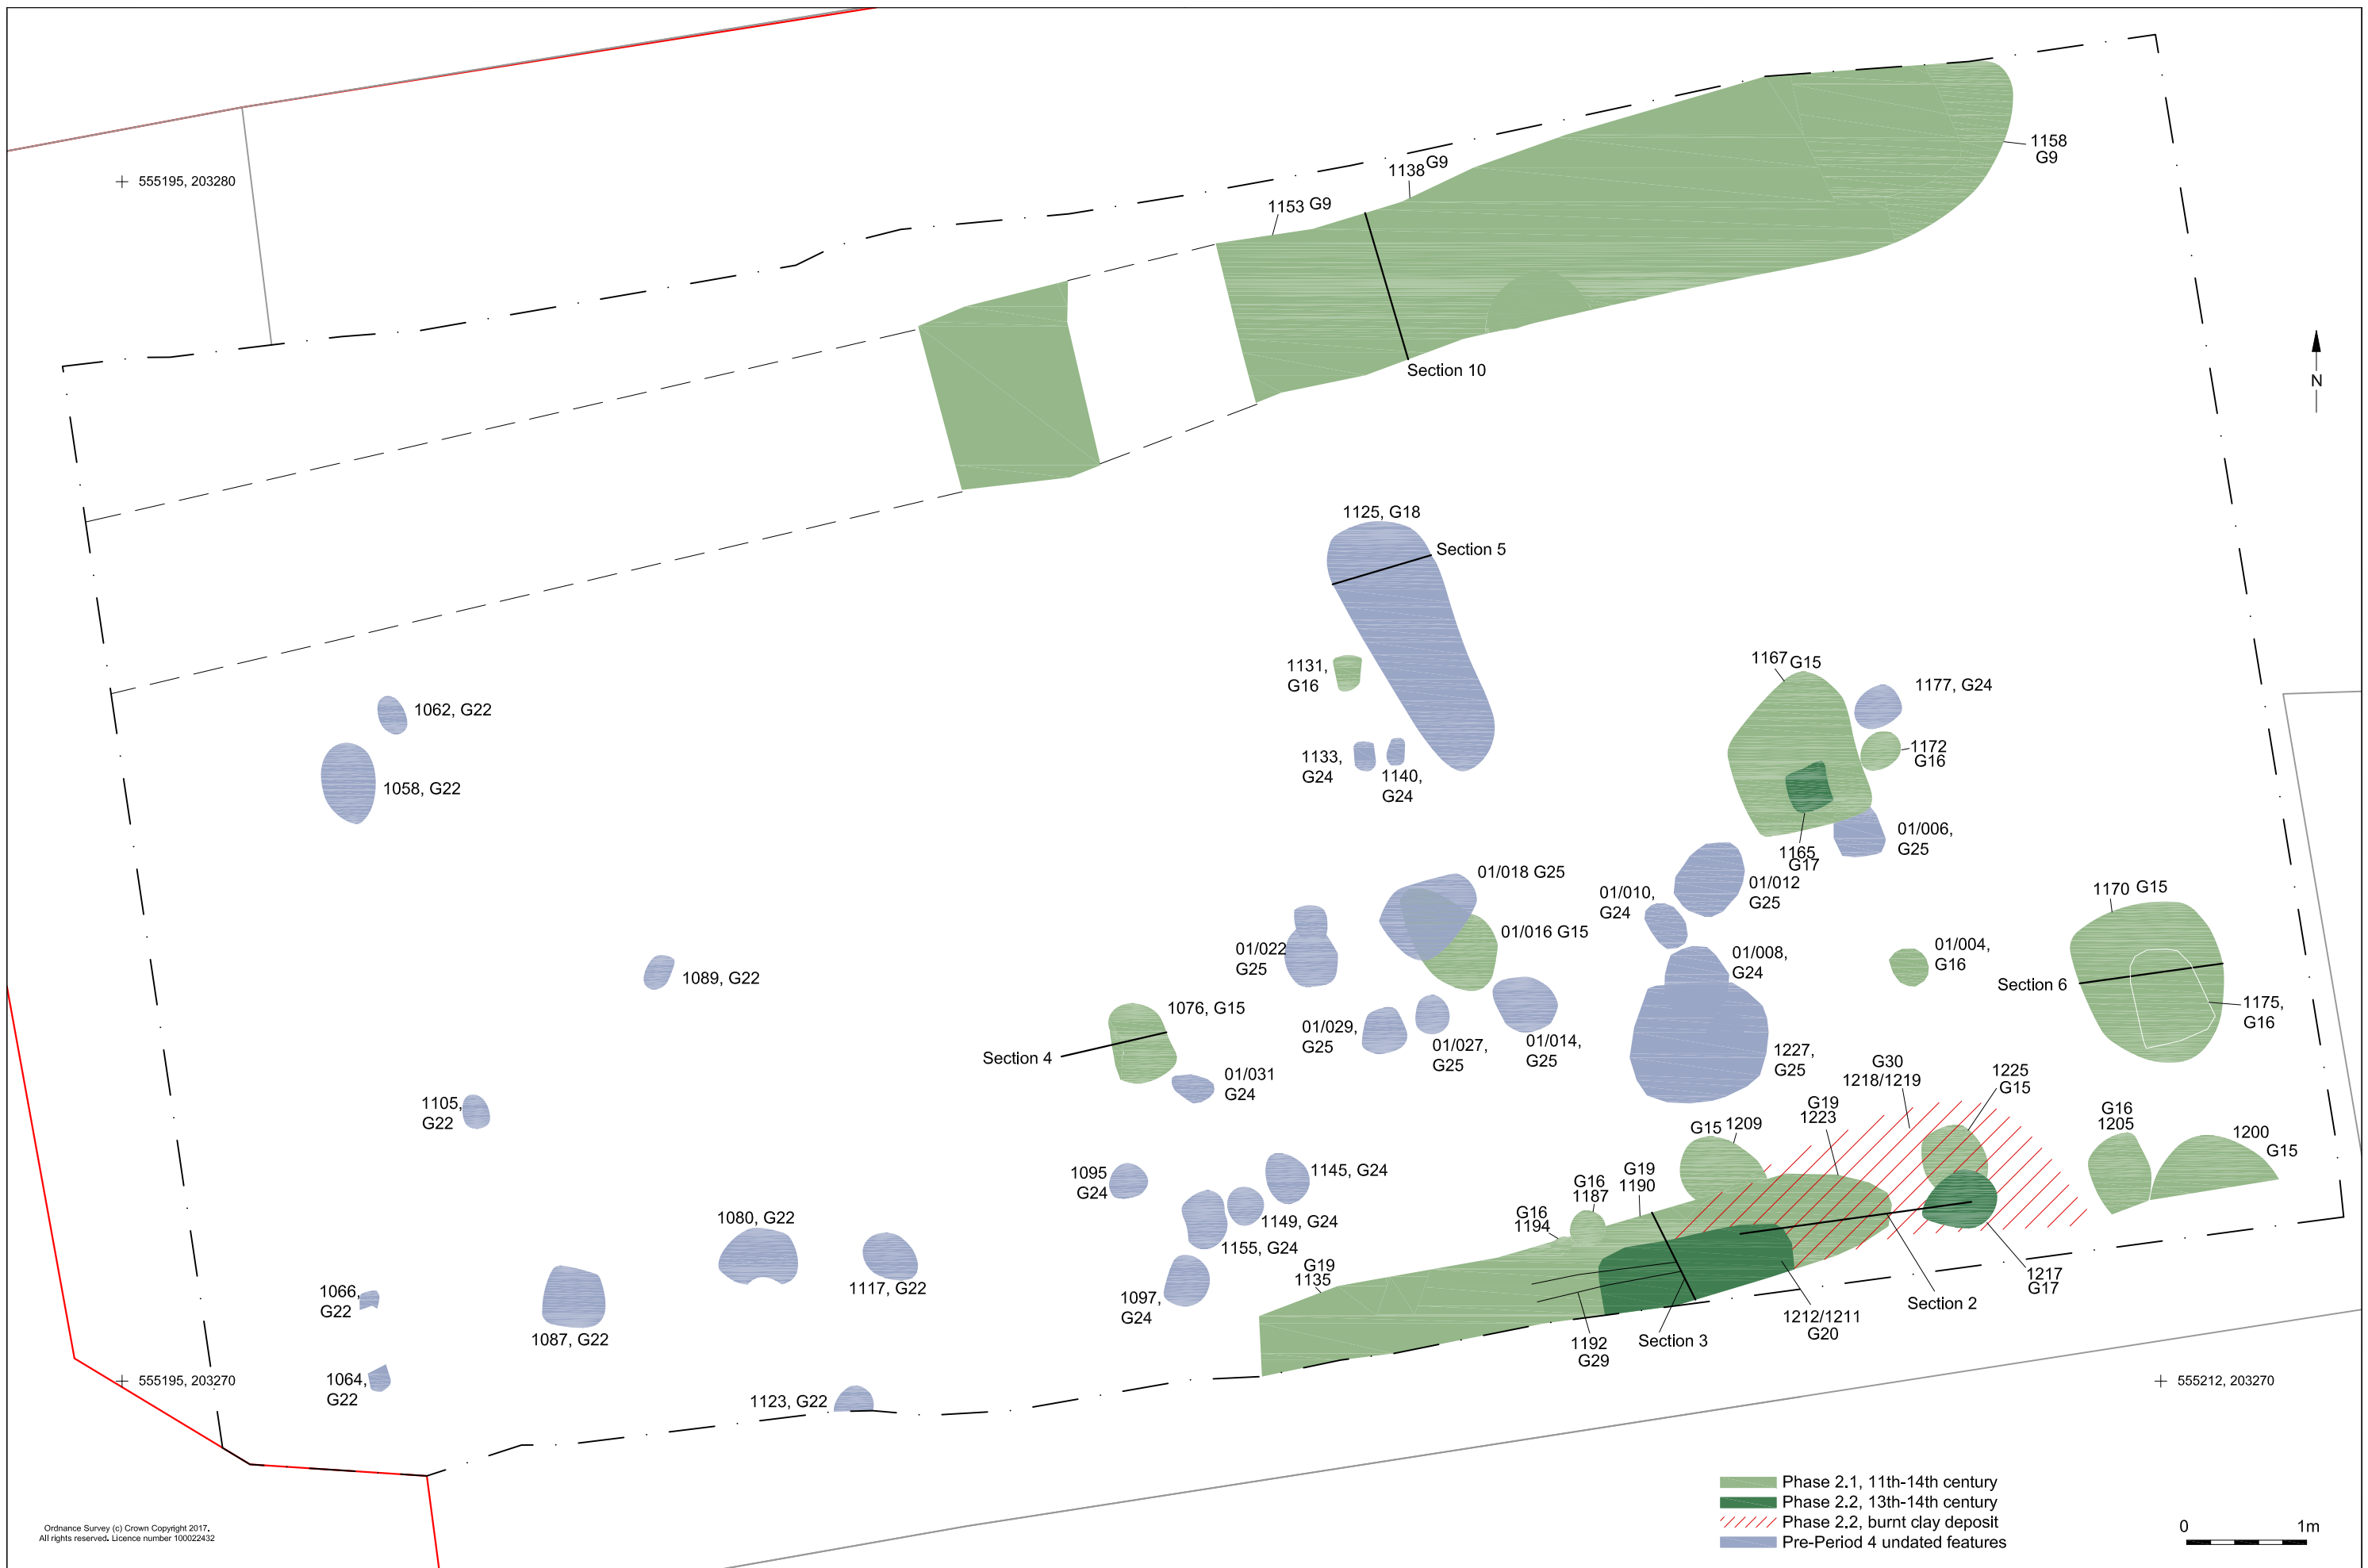 1158
G9
555195, 203280
1138 G9
1153 G9
Section 10
N
1125, G18
Section 5
1131,
G16
1167 G15
1177, G24
1062, G22
1172
G16
1133,
G24
1140,
G24
1058, G22
01/006,
G25
1165
G17
01/018 G25
01/012
G25
01/010,
G24
1170 G15
01/016 G15
01/022
G25
01/008,
G24
01/004,
G16
1089, G22
Section 6
1175,
G16
1076, G15
01/029,
G25
01/027,
G25
01/014,
G25
Section 4
1227,
G25
G30
1218/1219
1225
G15
01/031
G24
1105,
G22
G19
1223
G16
1205
G15 1209
1200
G15
1095
G24
1145, G24
G19
1190
G16
1187
1080, G22
1149, G24
G16
1194
1155, G24
1117, G22
G19
1135
1217
G17
1066,
G22
1097,
G24
Section 2
1212/1211
G20
1087, G22
1192
G29
Section 3
1064,
G22
555195, 203270
555212, 203270
1123, G22
Phase 2.1, 11th-14th century
Phase 2.2, 13th-14th century
Phase 2.2, burnt clay deposit
Pre-Period 4 undated features
0 1m
Ordnance Survey (c) Crown Copyright 2017.
All rights reserved. Licence number 100022432